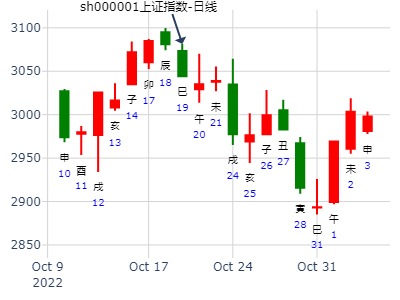 sh000001上证指数-日线
3100
3050
3000
2950
2900
2850
申
10
酉
11
戌
12
亥
13
子
14
卯
17
辰
18
巳
19
午
20
未
21
戌
24
亥
25
子
26
丑
27
寅
28
巳
31
午
1
未
2
申
3
Oct 9
2022
Oct 17
Oct 24
Oct 31